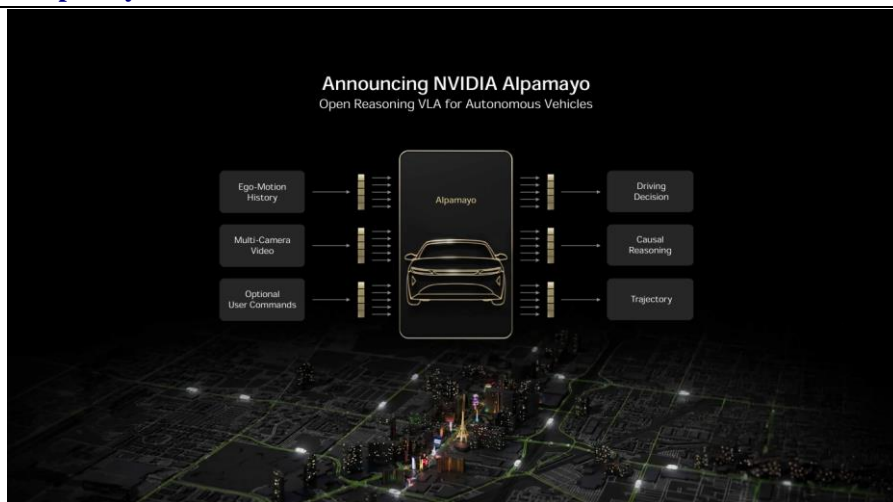 Announcing NVIDIA Alpamayo
Open Reasoning VLA for Autonomous Vehicles
Ego-Motion
History
Multi-Camera
Video
Optional
User Commands
Alpamayo
Driving
Decision
Causal
Reasoning
Trajectory